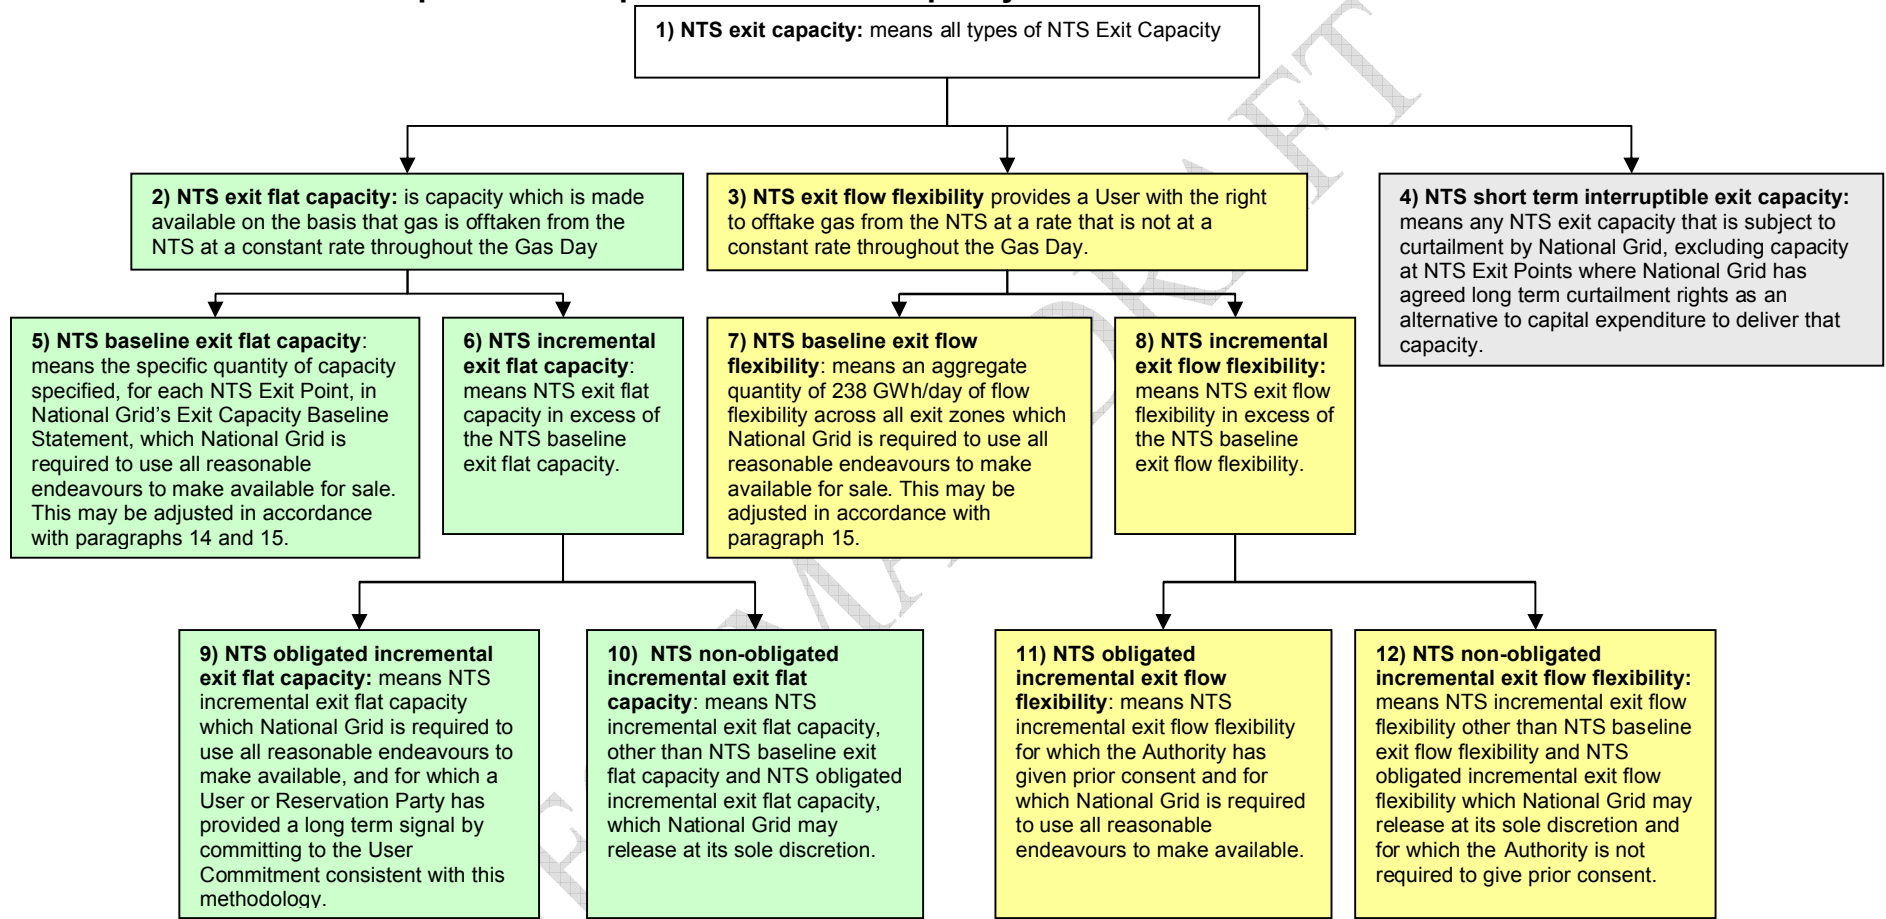 1) NTS exit capacity: means all types of NTS Exit Capacity
2) NTS exit flat capacity: is capacity which is made
available on the basis that gas is offtaken from the
NTS at a constant rate throughout the Gas Day
3) NTS exit flow flexibility provides a User with the right
to offtake gas from the NTS at a rate that is not at a
constant rate throughout the Gas Day.
4) NTS short term interruptible exit capacity:
means any NTS exit capacity that is subject to
curtailment by National Grid, excluding capacity
at NTS Exit Points where National Grid has
agreed long term curtailment rights as an
alternative to capital expenditure to deliver that
capacity.
5) NTS baseline exit flat capacity:
means the specific quantity of capacity
specified, for each NTS Exit Point, in
National Grid's Exit Capacity Baseline
Statement, which National Grid is
required to use all reasonable
endeavours to make available for sale.
This may be adjusted in accordance
with paragraphs 14 and 15.
6) NTS incremental
exit flat capacity:
means NTS exit flat
capacity in excess of
the NTS baseline
exit flat capacity.
7) NTS baseline exit flow
flexibility: means an aggregate
quantity of 238 GWh/day of flow
flexibility across all exit zones which
National Grid is required to use all
reasonable endeavours to make
available for sale. This may be
adjusted in accordance with
paragraph 15.
8) NTS incremental
exit flow flexibility:
means NTS exit flow
flexibility in excess of
the NTS baseline
exit flow flexibility.
9) NTS obligated incremental
exit flat capacity: means NTS
incremental exit flat capacity
which National Grid is required to
use all reasonable endeavours to
make available, and for which a
User or Reservation Party has
provided a long term signal by
committing to the User
Commitment consistent with this
methodology.
10) NTS non-obligated
incremental exit flat
capacity: means NTS
incremental exit flat capacity,
other than NTS baseline exit
flat capacity and NTS obligated
incremental exit flat capacity,
which National Grid may
release at its sole discretion.
11) NTS obligated
incremental exit flow
flexibility: means NTS
incremental exit flow flexibility
for which the Authority has
given prior consent and for
which National Grid is required
to use all reasonable
endeavours to make available.
12) NTS non-obligated
incremental exit flow flexibility:
means NTS incremental exit flow
flexibility other than NTS baseline
exit flow flexibility and NTS
obligated incremental exit flow
flexibility which National Grid may
release at its sole discretion and
for which the Authority is not
required to give prior consent.
DRAFT